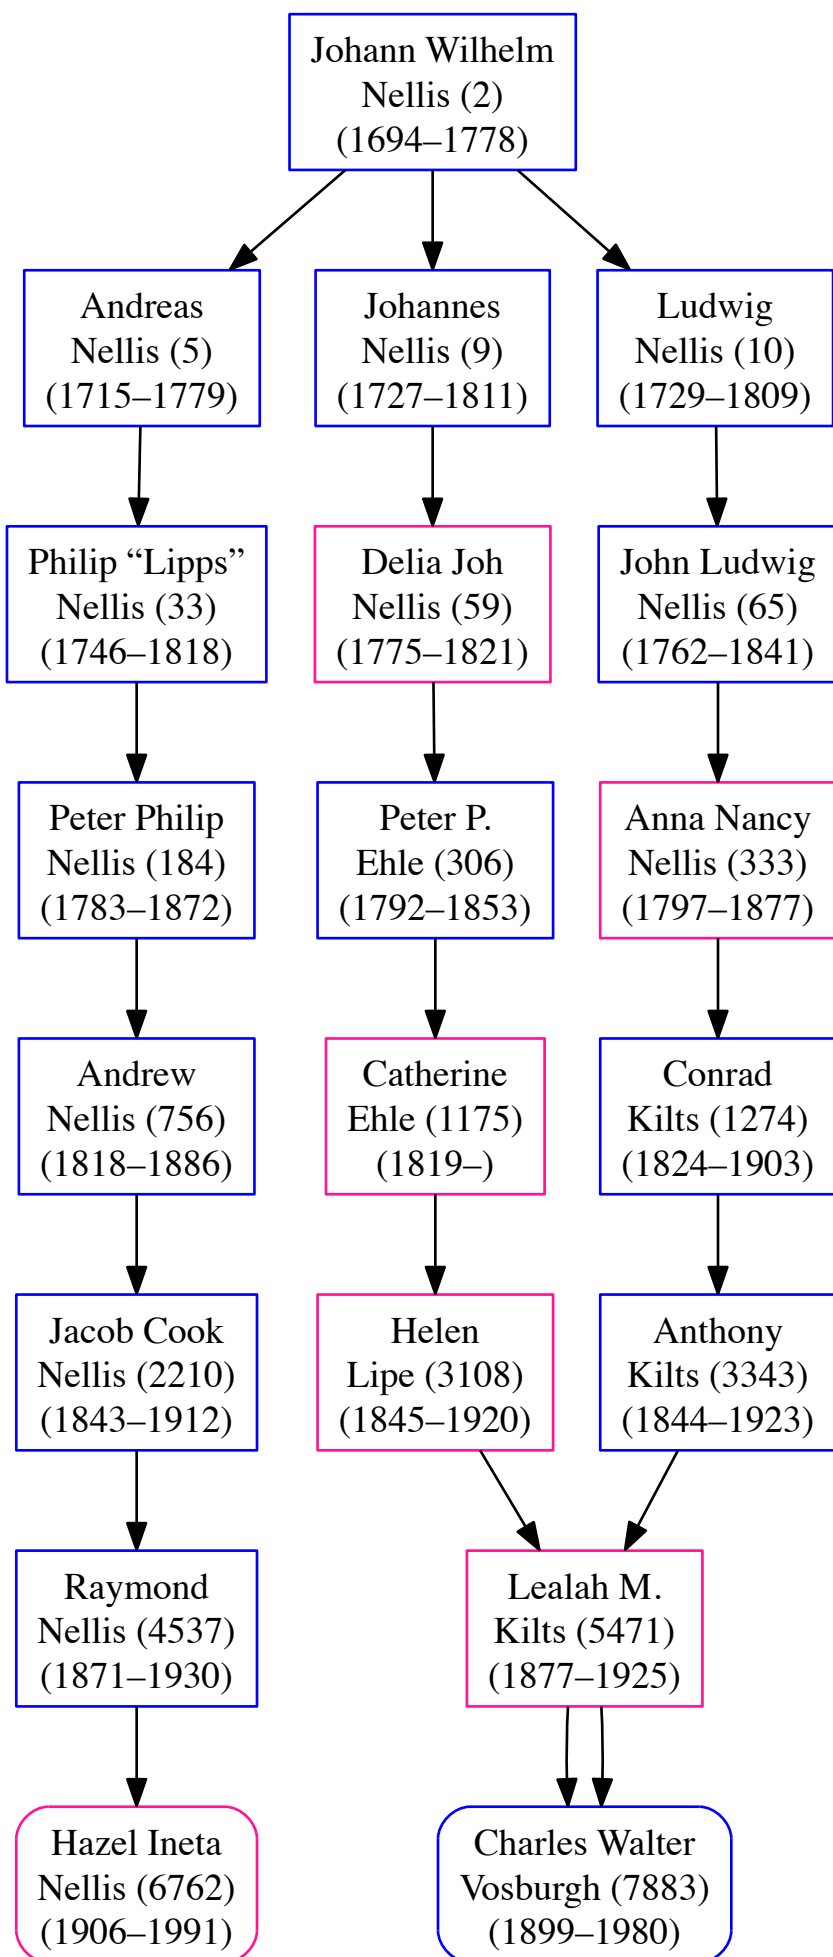 Johann Wilhelm
Nellis (2)
(1694–1778)
Andreas
Nellis (5)
(1715–1779)
Johannes
Nellis (9)
(1727–1811)
Ludwig
Nellis (10)
(1729–1809)
Philip “Lipps”
Nellis (33)
(1746–1818)
Delia Joh
Nellis (59)
(1775–1821)
John Ludwig
Nellis (65)
(1762–1841)
Peter Philip
Nellis (184)
(1783–1872)
Peter P.
Ehle (306)
(1792–1853)
Anna Nancy
Nellis (333)
(1797–1877)
Andrew
Nellis (756)
(1818–1886)
Catherine
Ehle (1175)
(1819–)
Conrad
Kilts (1274)
(1824–1903)
Jacob Cook
Nellis (2210)
(1843–1912)
Helen
Lipe (3108)
(1845–1920)
Anthony
Kilts (3343)
(1844–1923)
Raymond
Nellis (4537)
(1871–1930)
Lealah M.
Kilts (5471)
(1877–1925)
Hazel Ineta
Nellis (6762)
(1906–1991)
Charles Walter
Vosburgh (7883)
(1899–1980)